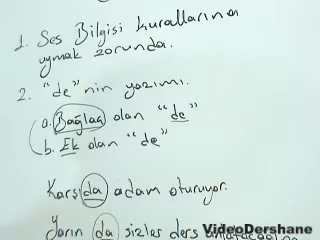 1. Ses Bilgisi kurallarına
uymak zorunda.
2. "de" nin yazımı.
a. Bağlaç olan "de"
b. Ek olan "de"
Karşıda adam oturuyor.
Yarın da sizlere ders
VideoDershane